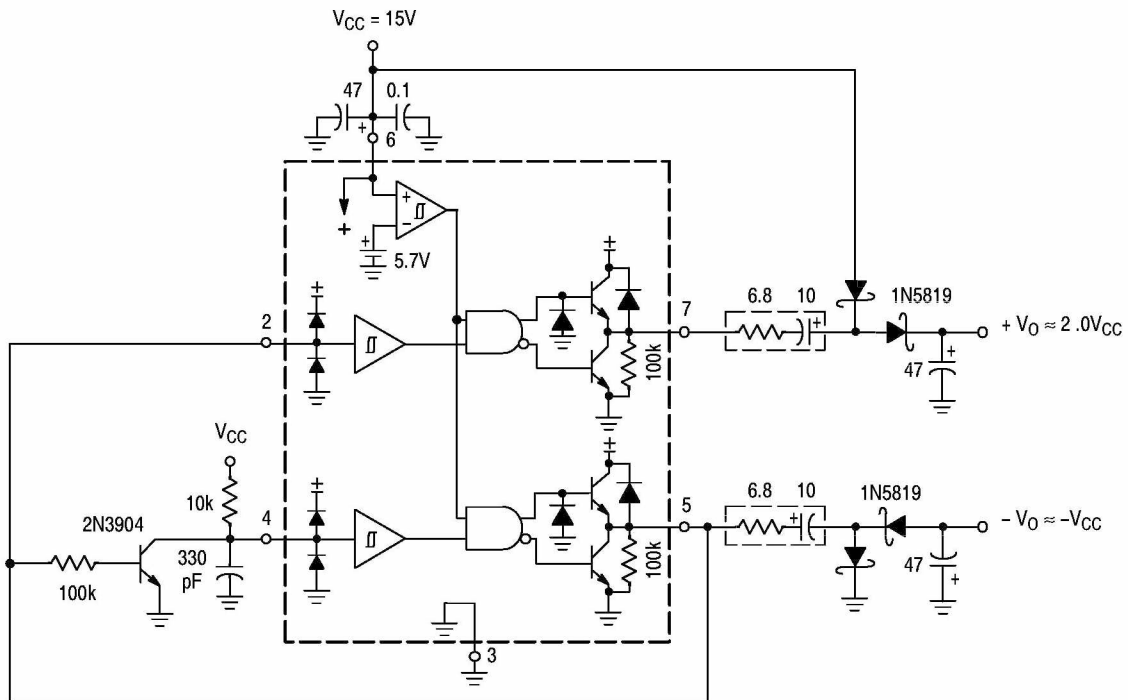 VCC = 15V
47
0.1
+
6
+
+
-
+
5.7V
+
7
6.8
10
+
1N5819
+ VO ≈ 2 .0VCC
2
+
100k
47
+
VCC
10k
+
+
5
6.8
10
+
1N5819
- VO ≈ -VCC
2N3904
4
100k
330
pF
100k
47
+
3